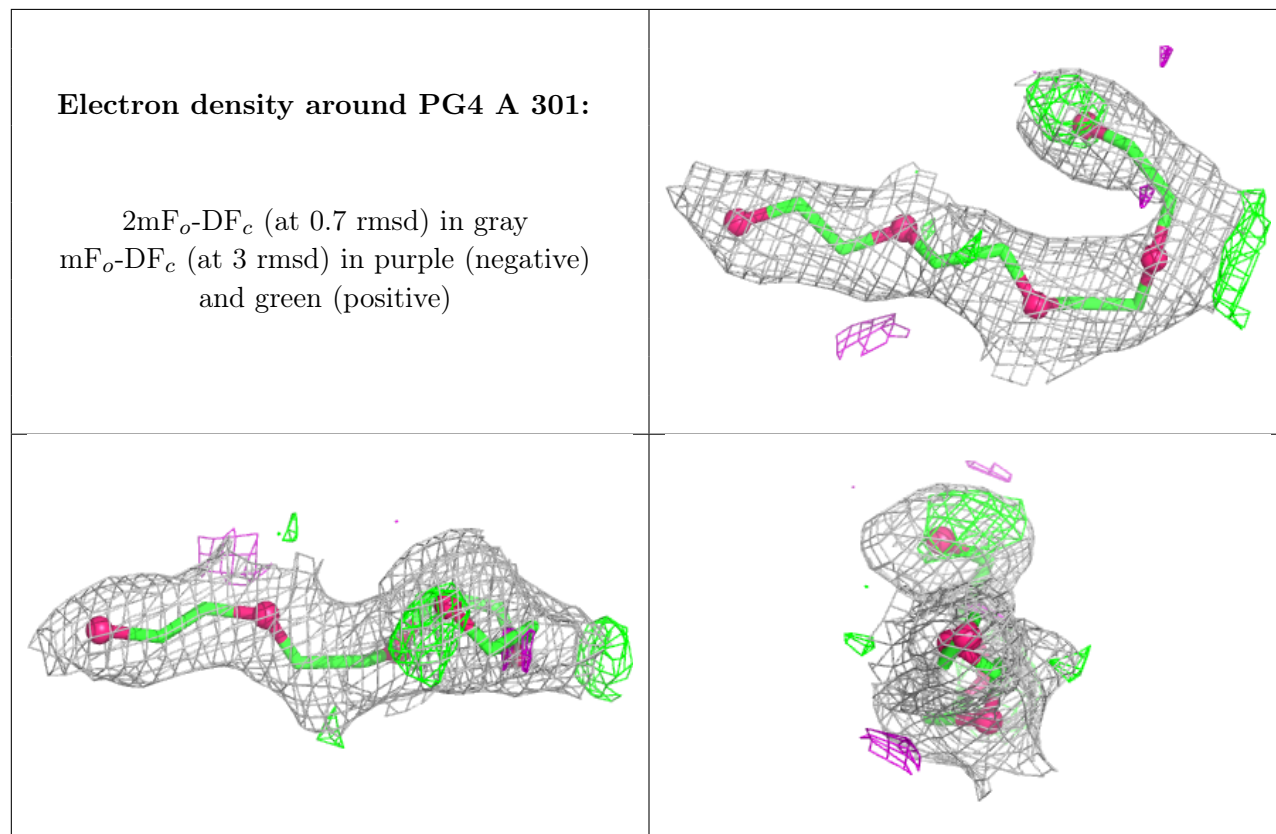 Electron density around PG4 A 301:
2mFo-DFc (at 0.7 rmsd) in gray
mFo-DFc (at 3 rmsd) in purple (negative)
and green (positive)